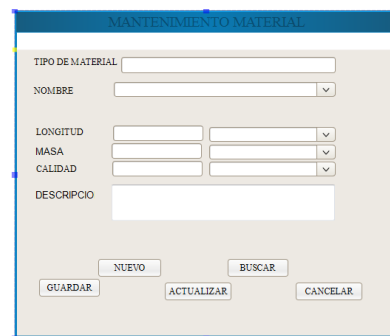 MANTENIMIENTO MATERIAL
TIPO DE MATERIAL
NOMBRE
LONGITUD
MASA
CALIDAD
DESCRIPCIO
NUEVO BUSCAR
GUARDAR ACTUALIZAR CANCELAR